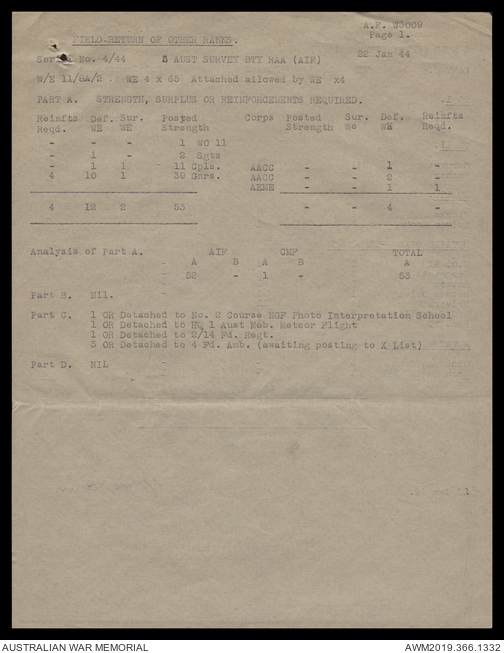 A.F. W3009
FIELD RETURN OF OTHER RANKS. Page 1.
Serial No. 4/44 5 AUST SURVEY BTY RAA (AIF) 22 Jan 44
W/E 11/8A/2 . WE 4 x 65 Attached allowed by WE x4
PART A. STRENGTH, SURPLUS OR REINFORCEMENTS REQUIRED.
Reinfts Def. Sur. Posted Corps Posted Sur. Def. Reinfts
Reqd. WE WE Strength Strength We WE Reqd.
- - - 1 WO 11
- 1 - 2 Sgts
- 1 1 11 Cpls. AACC - - 1 -
4 10 1 39 Gnrs. AACC - - 2 -
AEME - - 1 1
4 12 2 53 - - 4 -
Analysis of Part A. AIF CMF TOTAL
- A B A B A
- 52 - 1 - 53
Part B. Nil.
Part C. 1 OR Detached to No. 2 Course NGF Photo Interpretation School
1 OR Detached to HQ 1 Aust Mob. Meteor Flight
1 OR Detached to 2/14 Fd. Regt.
3 OR Detached to 4 Fd. Amb. (awaiting posting to X List)
Part D. NIL
AUSTRALIAN WAR MEMORIAL AWM2019.366.1332